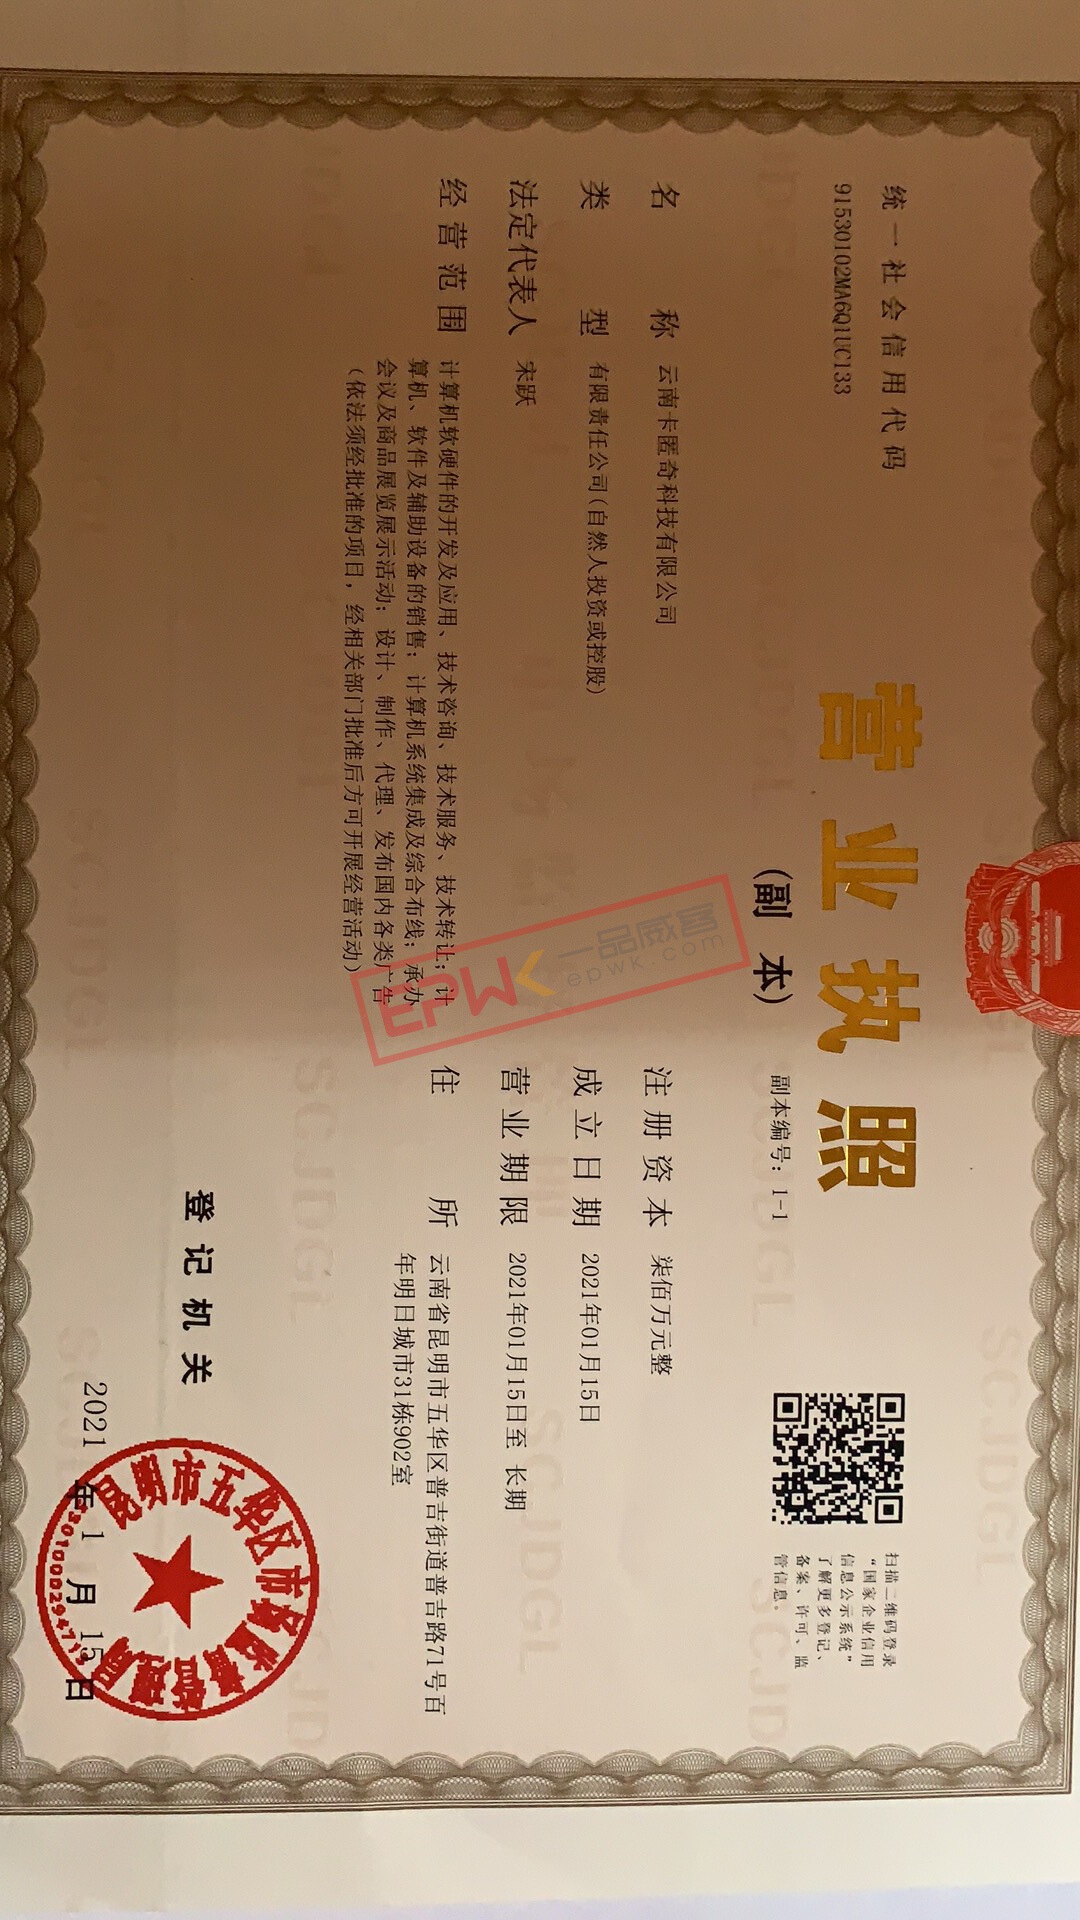 统一社会信用代码
91530102MA6Q1UC133
营业执照
(副本)
副本编号: 1-1
扫描二维码登录
“国家企业信用
信息公示系统”
了解更多登记、
备案、许可、监
管信息.
名称 云南卡匿奇科技有限公司
类型 有限责任公司(自然人投资或控股)
法定代表人 宋跃
经营范围 计算机软硬件的开发及应用、技术咨询、技术服务、技术转让; 计
算机、软件及辅助设备的销售; 计算机系统集成及综合布线; 承办
会议及商品展览展示活动; 设计、制作、代理、发布国内各类广告
(依法须经批准的项目, 经相关部门批准后方可开展经营活动)
注册资本 柒佰万元整
成立日期 2021年01月15日
营业期限 2021年01月15日至 长期
住所 云南省昆明市五华区普吉街道普吉路71号百
年明日城市31栋902室
EPWK
一品威客
epwk.com
登记机关
昆明市五华区市场监督管理局
2021 年 1 月 15 日